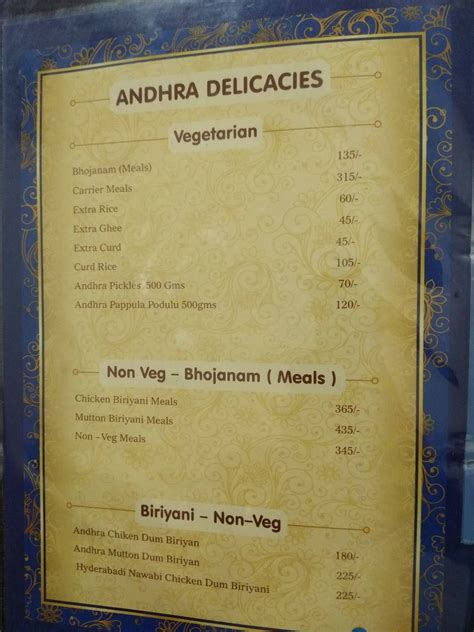 ANDHRA DELICACIES
Vegetarian
Bhojanam (Meals) 135/-
Carrier Meals 315/-
Extra Rice 60/-
Extra Ghee 45/-
Extra Curd 45/-
Curd Rice 105/-
Andhra Pickles 500 Gms 70/-
Andhra Pappula Podulu 500gms 120/-
Non Veg – Bhojanam ( Meals )
Chicken Biriyani Meals 365/-
Mutton Biriyani Meals 435/-
Non –Veg Meals 345/-
Biriyani – Non–Veg
Andhra Chiken Dum Biriyan 180/-
Andhra Mutton Dum Biriyan 225/-
Hyderabadi Nawabi Chicken Dum Biriyani 225/-